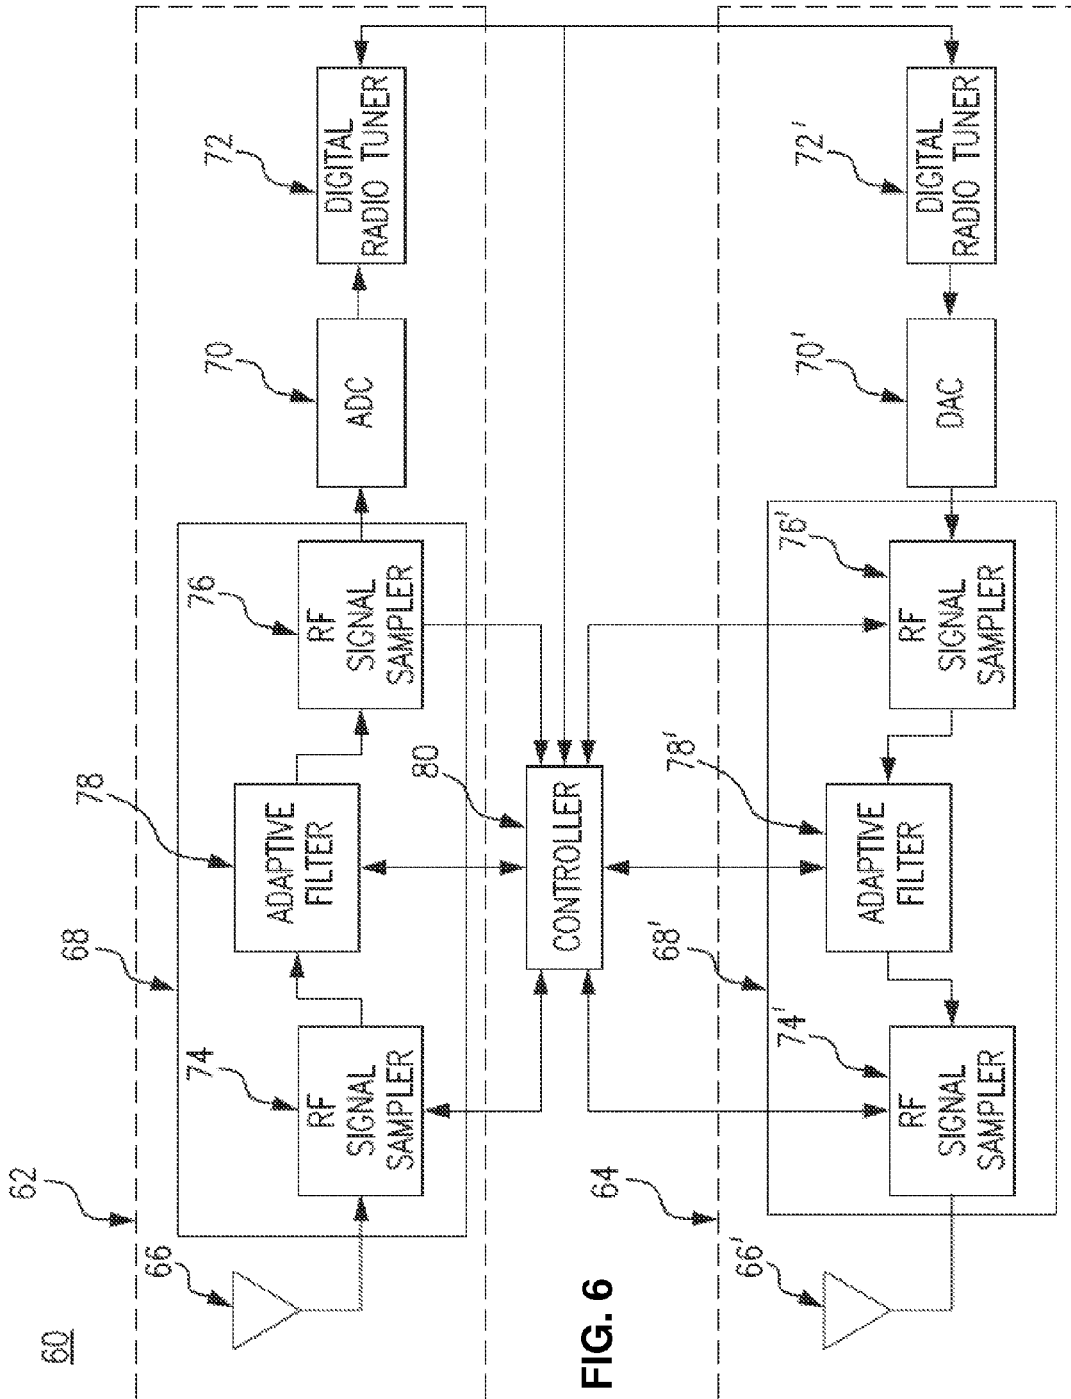 60
62
66
68
74
RF
SIGNAL
SAMPLER
78
ADAPTIVE
FILTER
76
RF
SIGNAL
SAMPLER
70
ADC
72
DIGITAL
RADIO TUNER
80
CONTROLLER
64
66'
68'
74'
RF
SIGNAL
SAMPLER
78'
ADAPTIVE
FILTER
76'
RF
SIGNAL
SAMPLER
70'
DAC
72'
DIGITAL
RADIO TUNER
FIG. 6